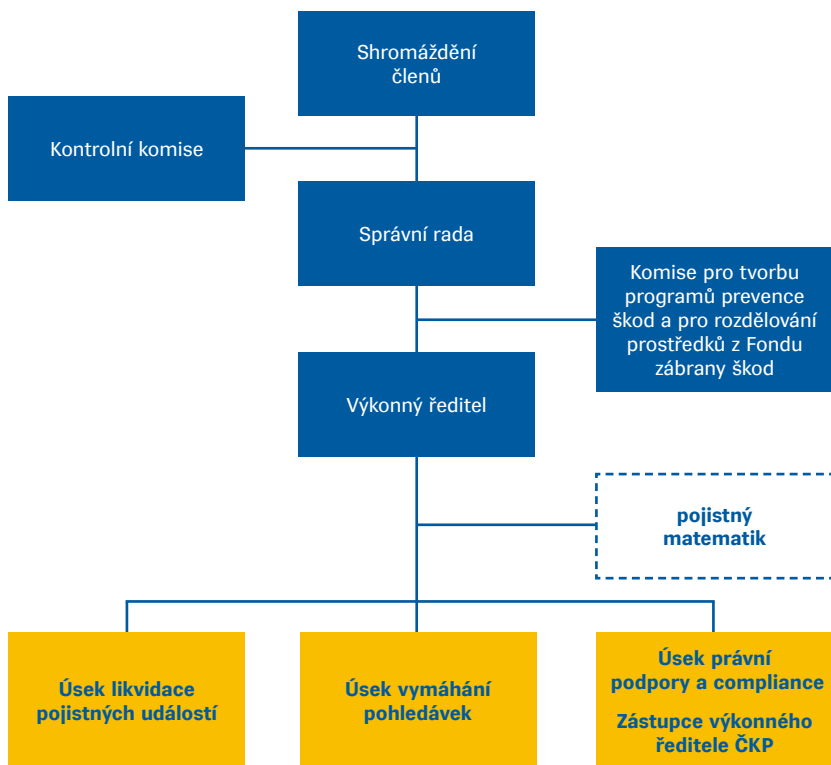 Shromáždění
členů
Kontrolní komise
Správní rada
Komise pro tvorbu
programů prevence
škod a pro rozdělování
prostředků z Fondu
zábrany škod
Výkonný ředitel
pojistný
matematik
Úsek likvidace
pojistných událostí
Úsek vymáhání
pohledávek
Úsek právní
podpory a compliance
Zástupce výkonného
ředitele ČKP